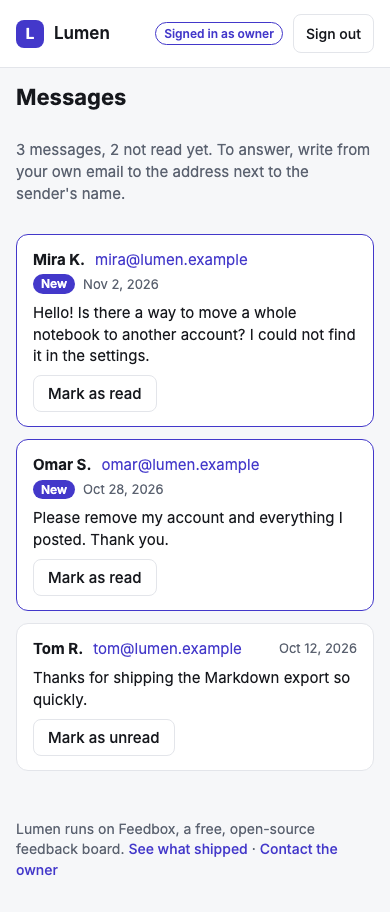 L Lumen Signed in as owner Sign out
Messages
3 messages, 2 not read yet. To answer, write from
your own email to the address next to the
sender's name.
Mira K. mira@lumen.example
New Nov 2, 2026
Hello! Is there a way to move a whole
notebook to another account? I could not find
it in the settings.
Mark as read
Omar S. omar@lumen.example
New Oct 28, 2026
Please remove my account and everything I
posted. Thank you.
Mark as read
Tom R. tom@lumen.example Oct 12, 2026
Thanks for shipping the Markdown export so
quickly.
Mark as unread
Lumen runs on Feedbox, a free, open-source
feedback board. See what shipped · Contact the
owner